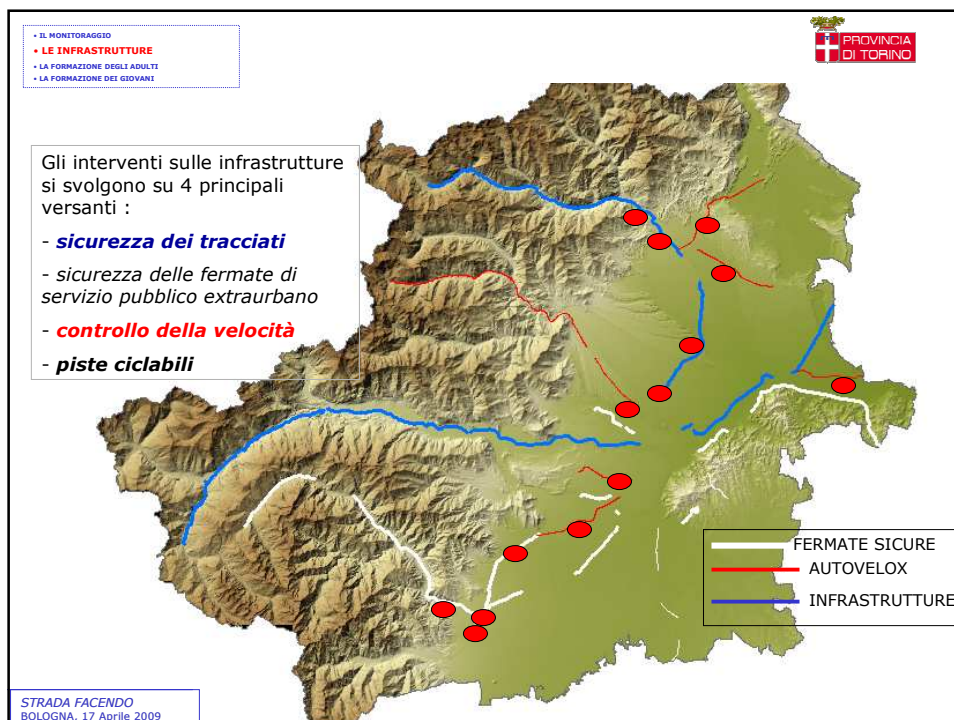 • IL MONITORAGGIO
• LE INFRASTRUTTURE
• LA FORMAZIONE DEGLI ADULTI
• LA FORMAZIONE DEI GIOVANI
PROVINCIA
DI TORINO
Gli interventi sulle infrastrutture
si svolgono su 4 principali
versanti :
- sicurezza dei tracciati
- sicurezza delle fermate di
servizio pubblico extraurbano
- controllo della velocità
- piste ciclabili
FERMATE SICURE
AUTOVELOX
INFRASTRUTTURE
STRADA FACENDO
BOLOGNA, 17 Aprile 2009